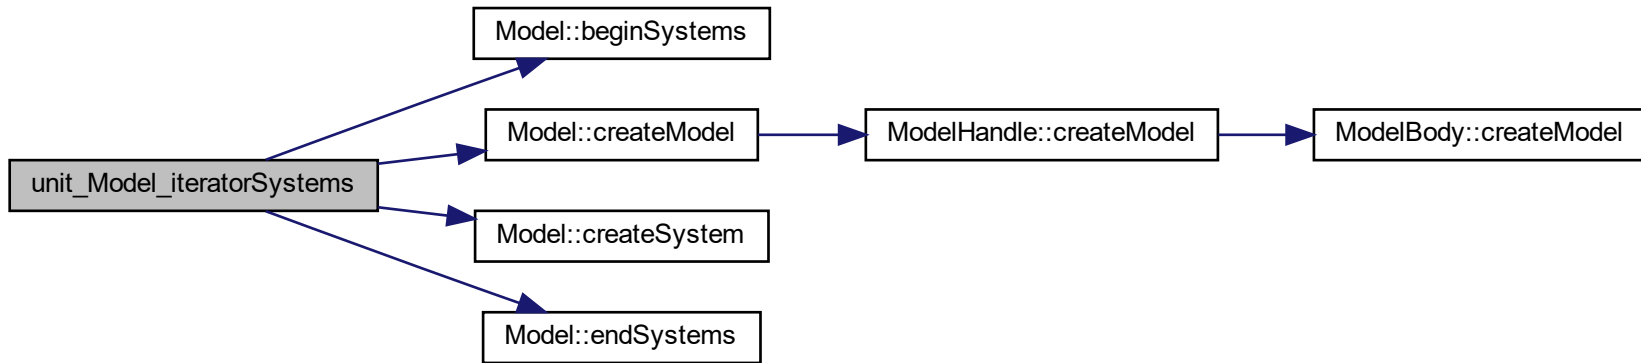 Model::beginSystems
Model::createModel
ModelHandle::createModel
ModelBody::createModel
unit_Model_iteratorSystems
Model::createSystem
Model::endSystems